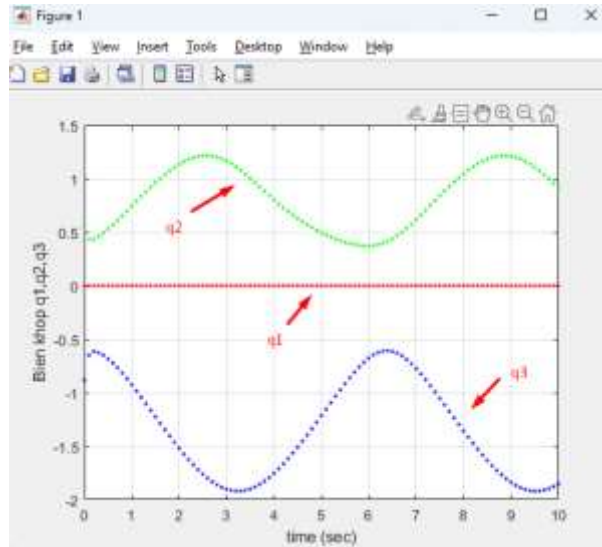 Figure 1
File Edit View Insert Tools Desktop Window Help
1.5
1
0.5
0
-0.5
-1
-1.5
-2
Bien khop q1,q2,q3
q2
q1
q3
0 1 2 3 4 5 6 7 8 9 10
time (sec)